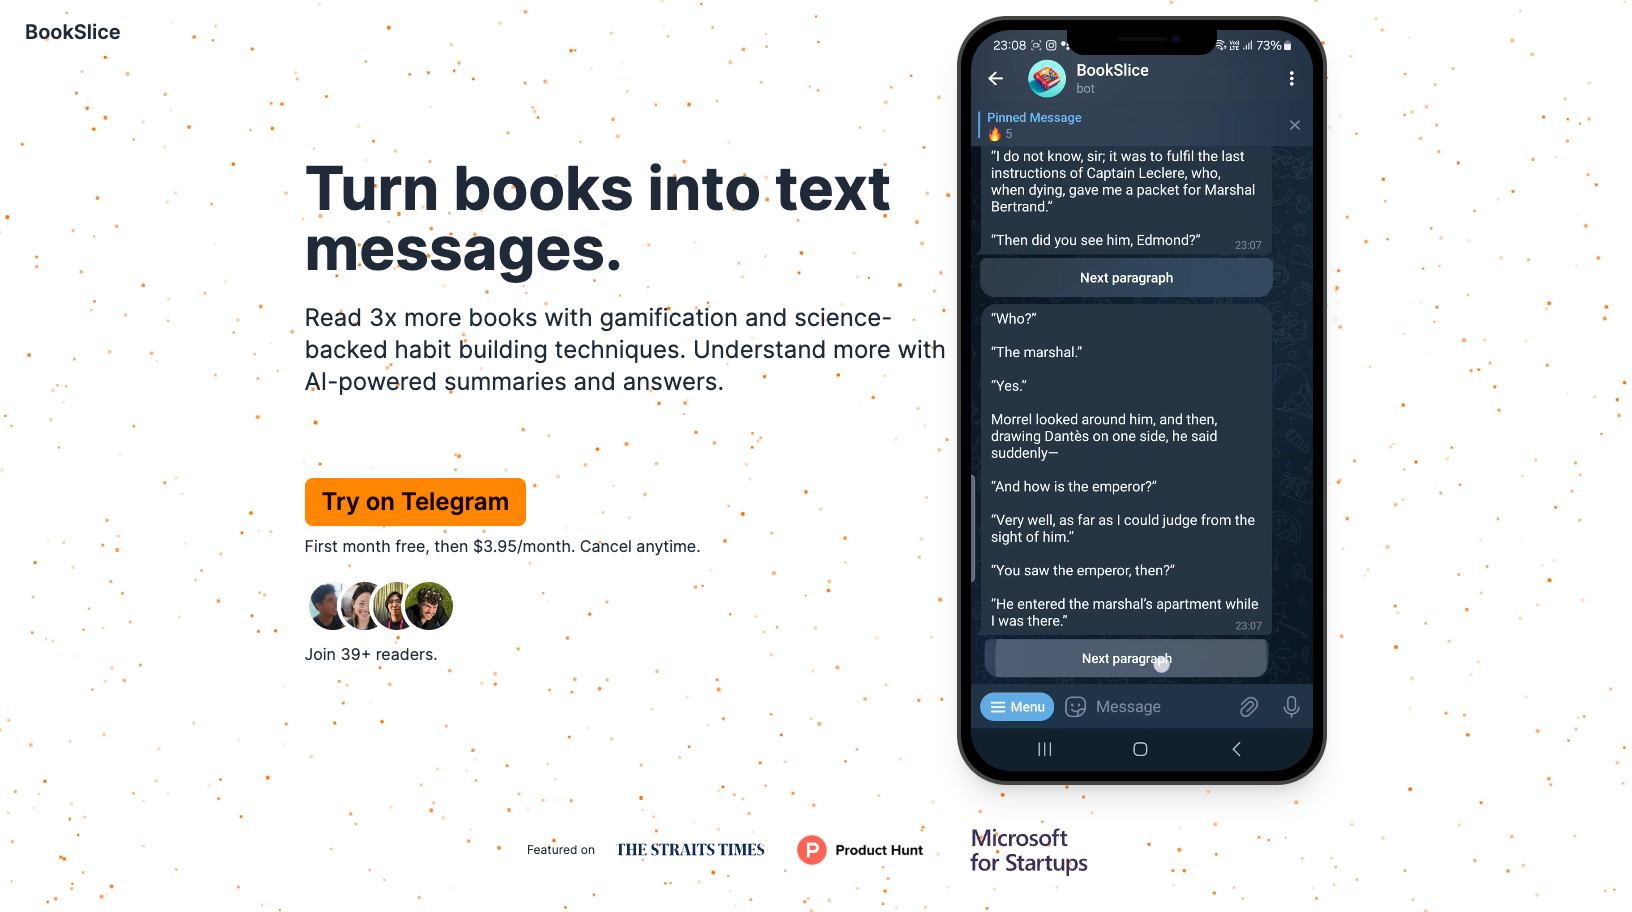 BookSlice
Turn books into text
messages.
Read 3x more books with gamification and science-
backed habit building techniques. Understand more with
AI-powered summaries and answers.
Try on Telegram
First month free, then $3.95/month. Cancel anytime.
Join 39+ readers.
23:08
73%
BookSlice
bot
Pinned Message
🔥 5
“I do not know, sir; it was to fulfil the last
instructions of Captain Leclere, who,
when dying, gave me a packet for Marshal
Bertrand.”
“Then did you see him, Edmond?”
23:07
Next paragraph
“Who?”
“The marshal.”
“Yes.”
Morrel looked around him, and then,
drawing Dantès on one side, he said
suddenly—
“And how is the emperor?”
“Very well, as far as I could judge from the
sight of him.”
“You saw the emperor, then?”
“He entered the marshal’s apartment while
I was there.”
23:07
Next paragraph
Menu
Message
Featured on
THE STRAITS TIMES
P Product Hunt
Microsoft
for Startups